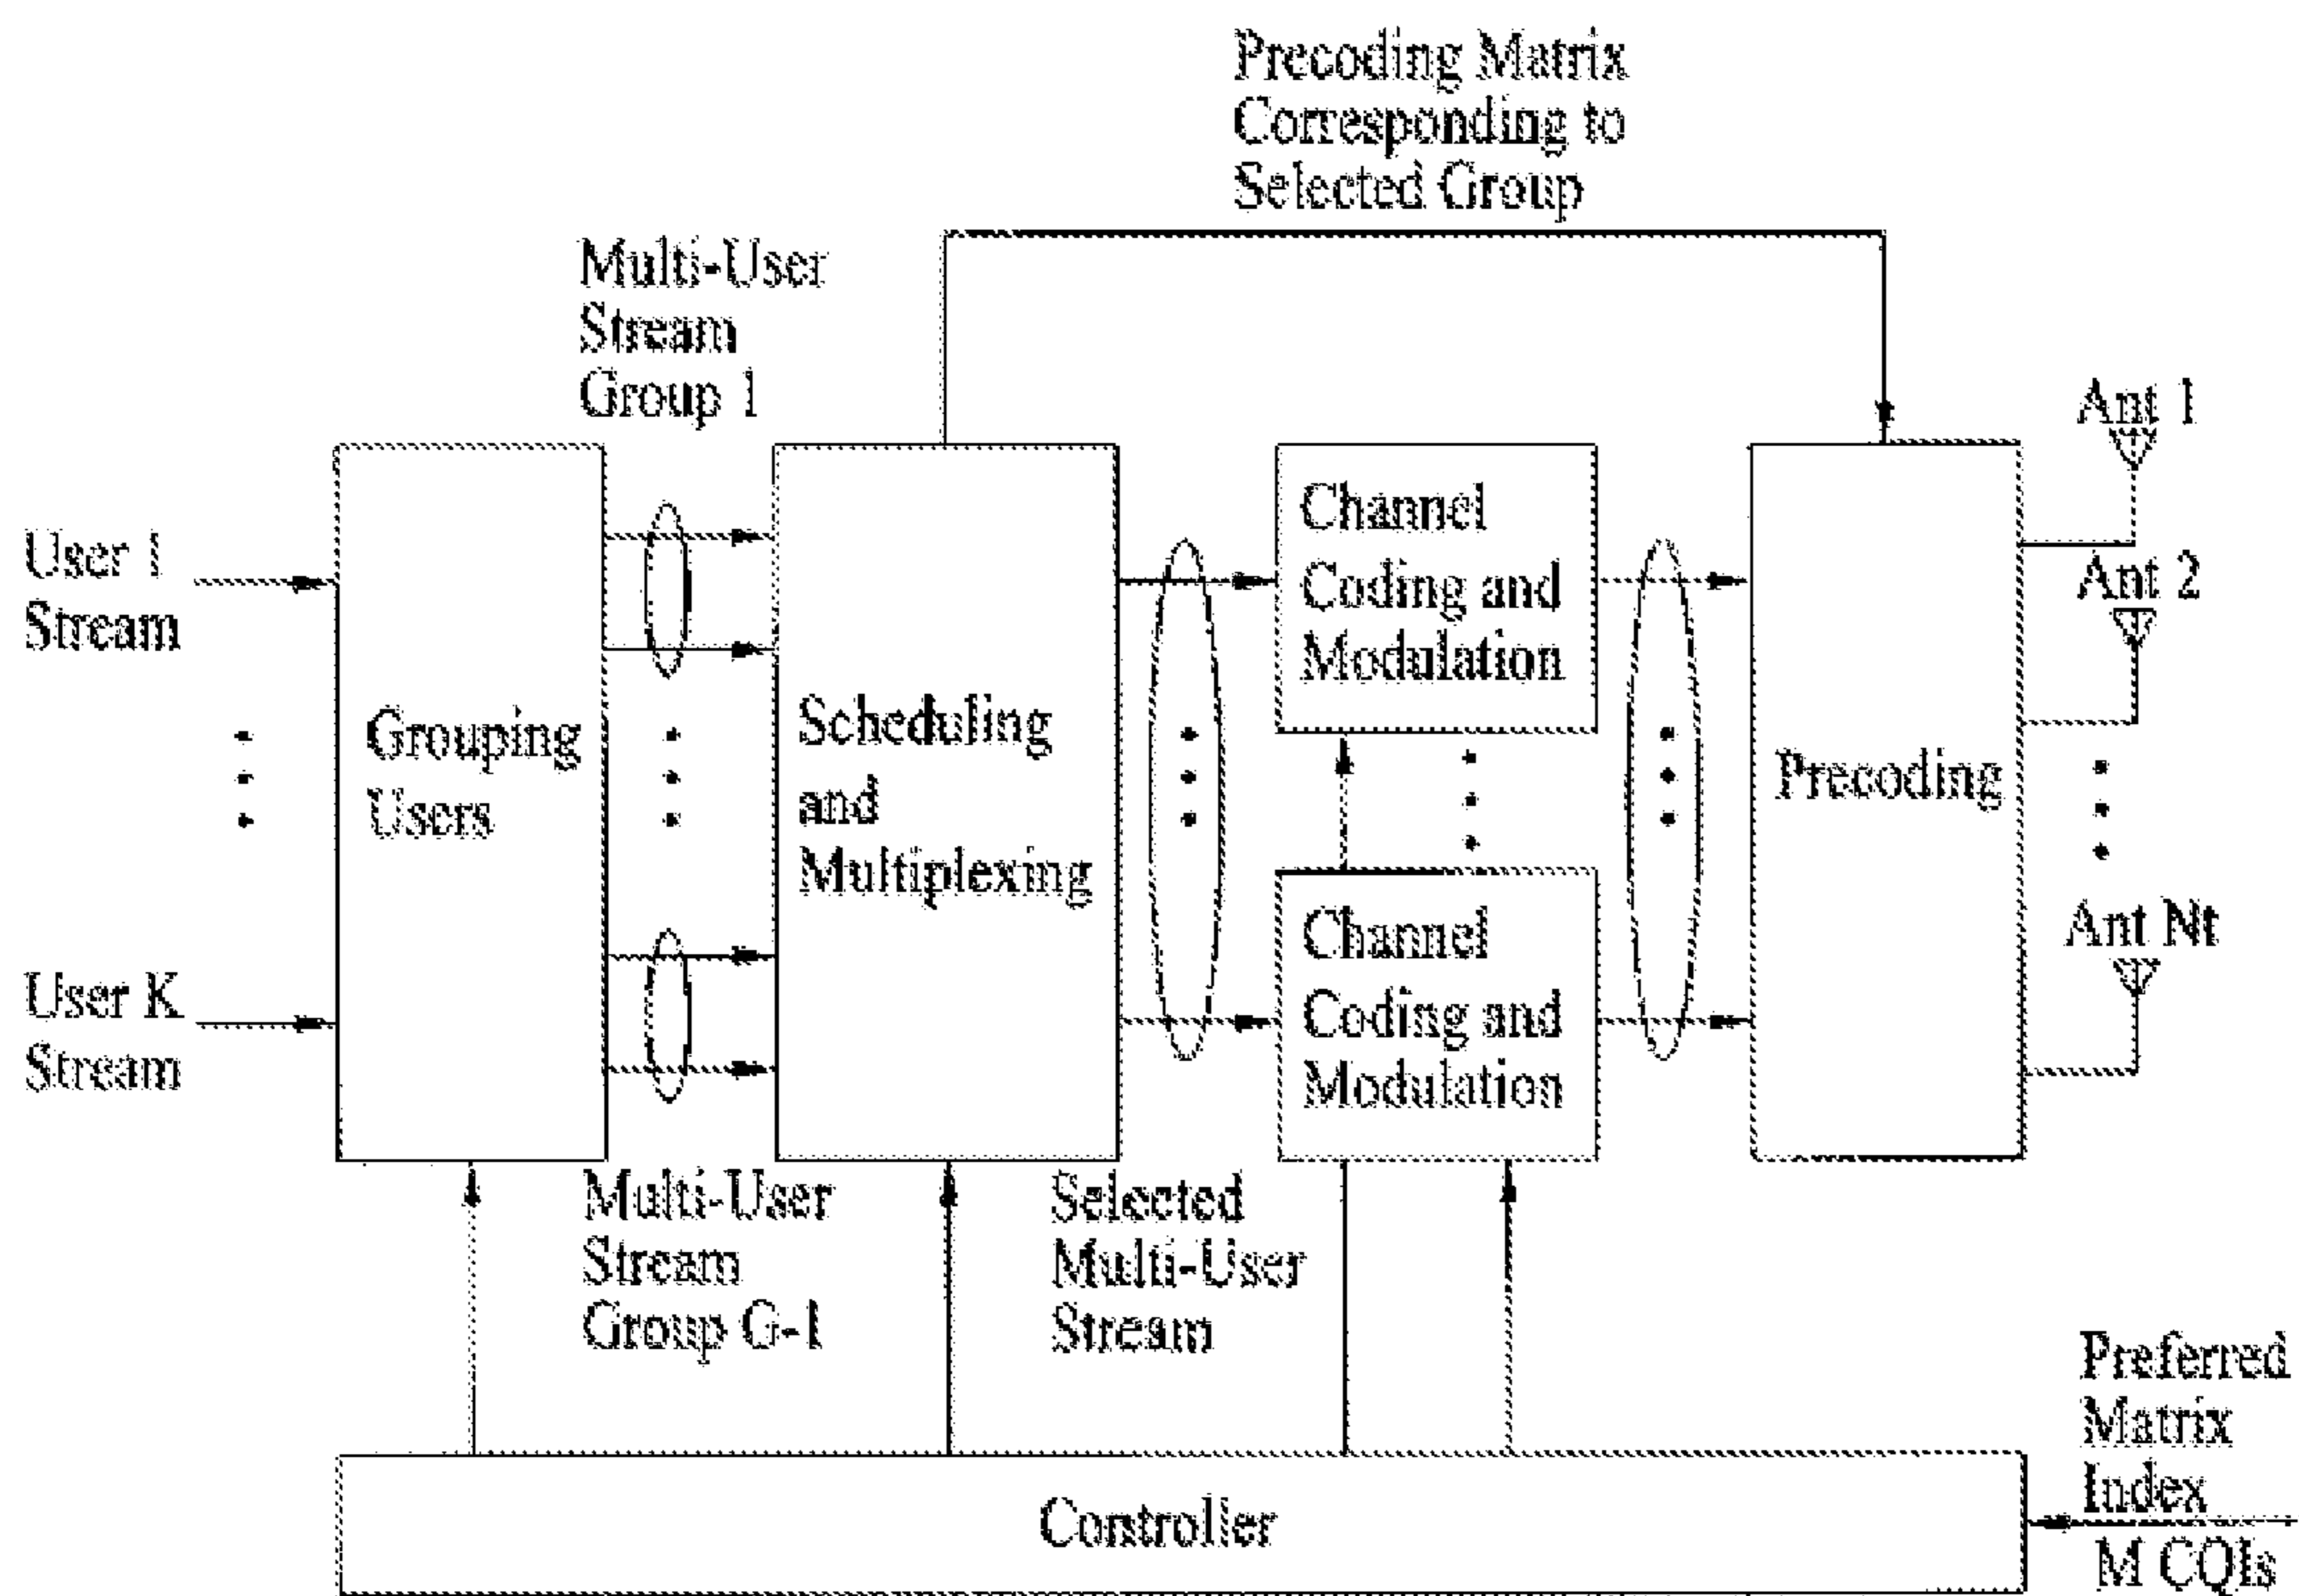 Precoding Matrix
Corresponding to
Selected Group
Multi-User
Stream
Group 1
Ant 1
User 1
Stream
Channel
Coding and
Modulation
Ant 2
Grouping
Users
Scheduling
and
Multiplexing
Precoding
Ant Nt
User K
Stream
Channel
Coding and
Modulation
Multi-User
Stream
Group G-1
Selected
Multi-User
Stream
Preferred
Matrix
Index
M CQIs
Controller